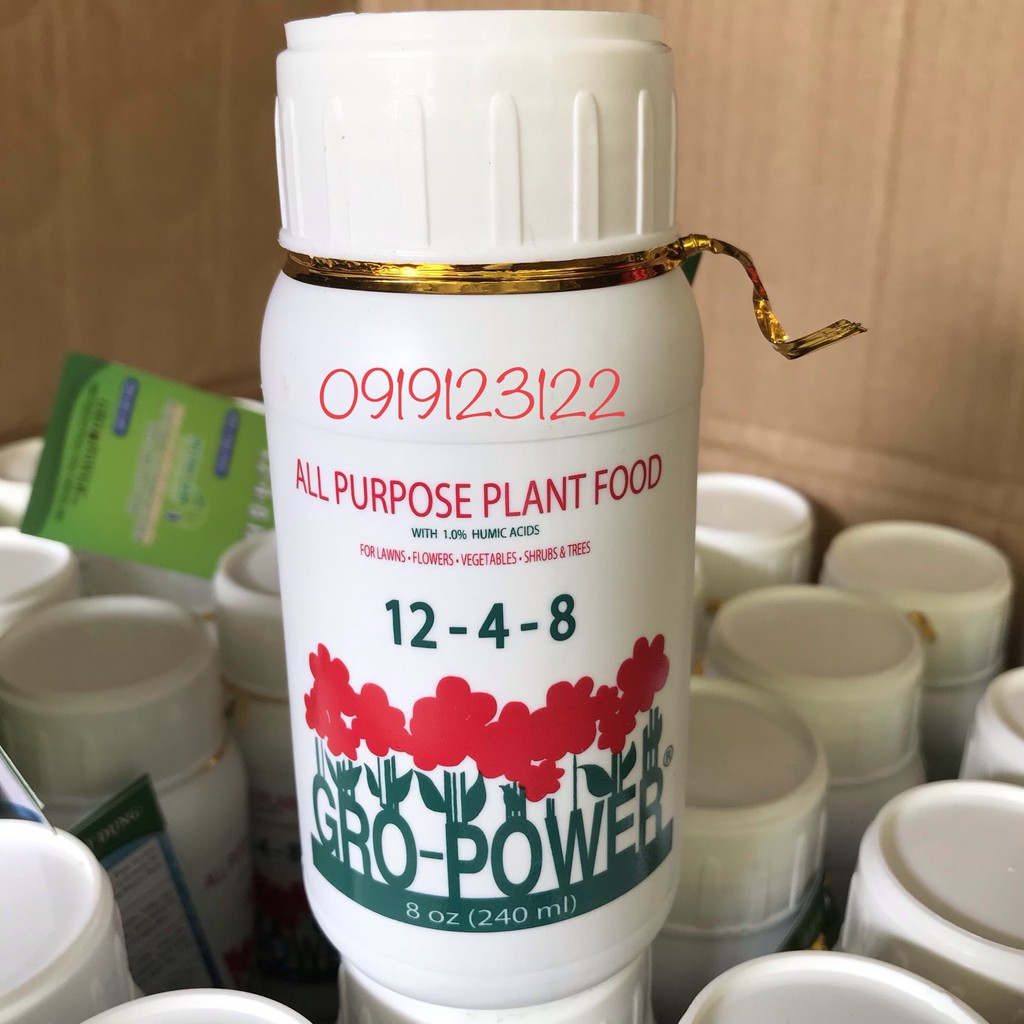 0919123122
ALL PURPOSE PLANT FOOD
WITH 1.0% HUMIC ACIDS
FOR LAWNS • FLOWERS • VEGETABLES • SHRUBS & TREES
12-4-8
GRO-POWER®
8 oz (240 ml)
DỤNG